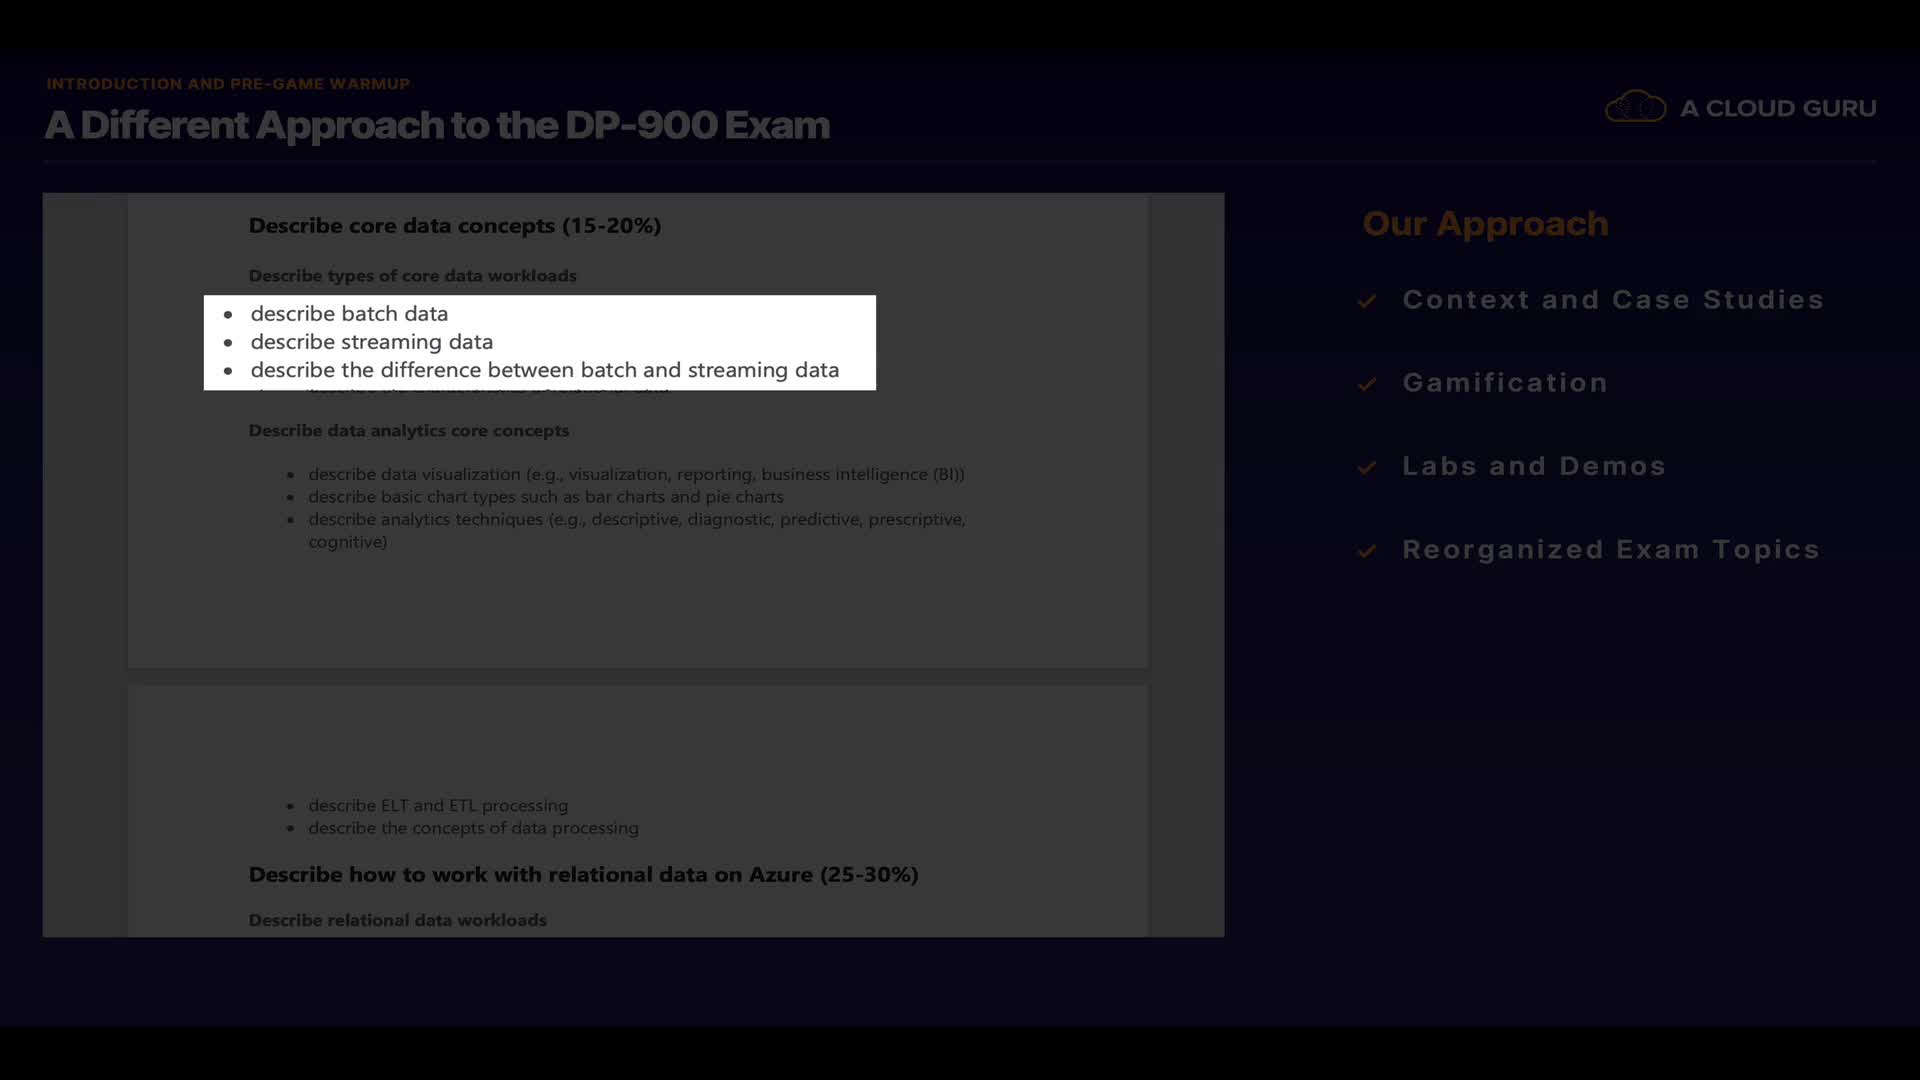 INTRODUCTION AND PRE-GAME WARMUP
A Different Approach to the DP-900 Exam
A CLOUD GURU
Describe core data concepts (15-20%)
Describe types of core data workloads
• describe batch data
• describe streaming data
• describe the difference between batch and streaming data
Describe data analytics core concepts
• describe data visualization (e.g., visualization, reporting, business intelligence (BI))
• describe basic chart types such as bar charts and pie charts
• describe analytics techniques (e.g., descriptive, diagnostic, predictive, prescriptive,
cognitive)
• describe ELT and ETL processing
• describe the concepts of data processing
Describe how to work with relational data on Azure (25-30%)
Describe relational data workloads
Our Approach
✓ Context and Case Studies
✓ Gamification
✓ Labs and Demos
✓ Reorganized Exam Topics